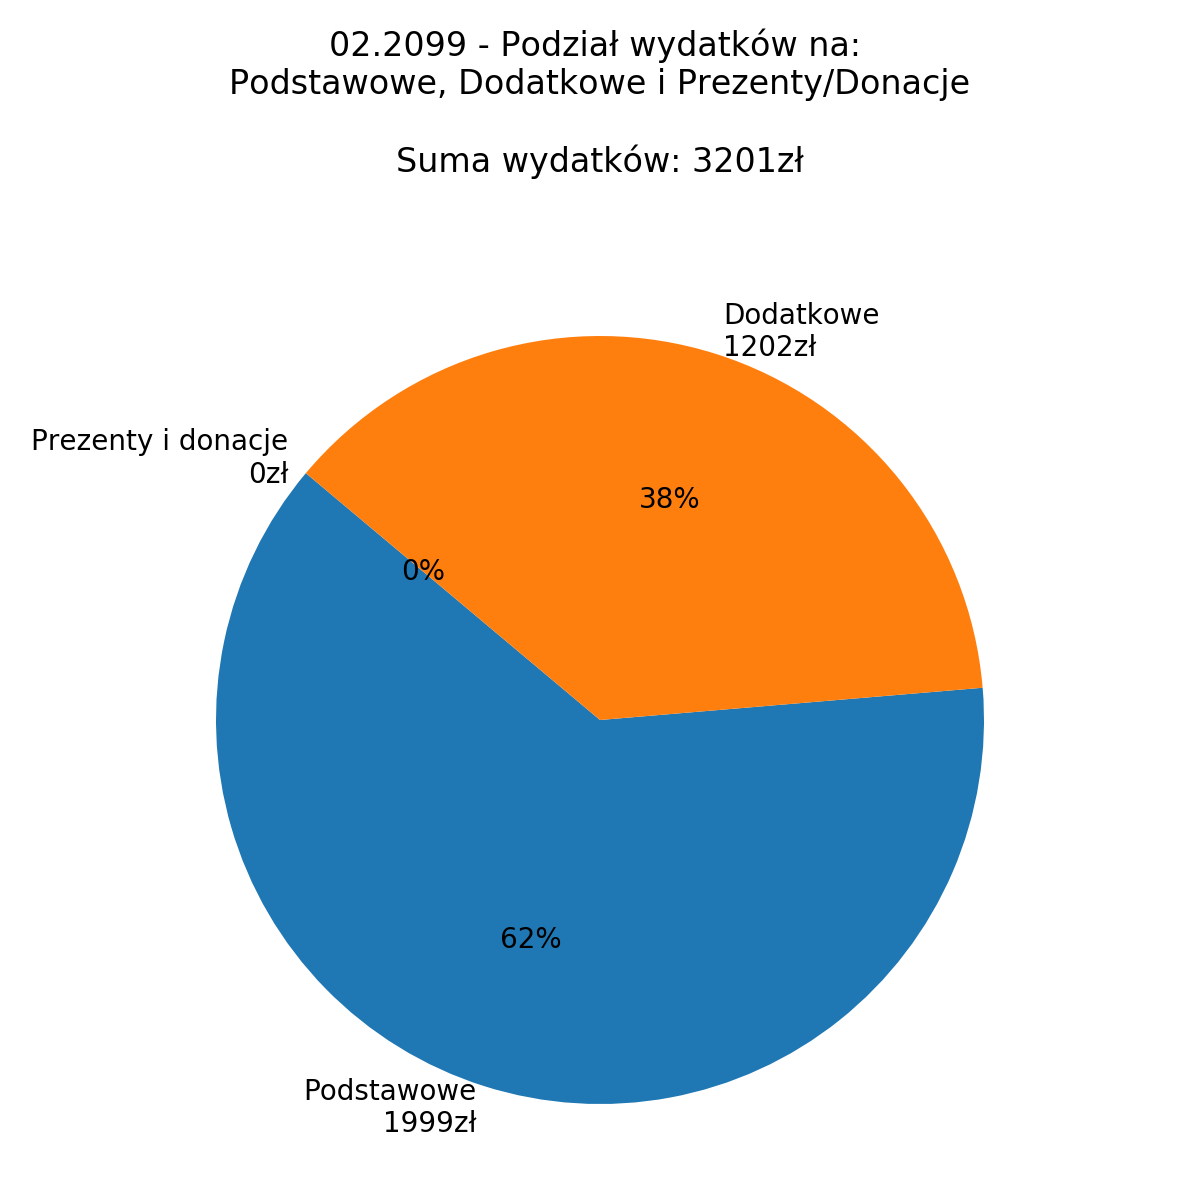 02.2099 - Podział wydatków na:
Podstawowe, Dodatkowe i Prezenty/Donacje
Suma wydatków: 3201zł
Dodatkowe
1202zł
Prezenty i donacje
0zł
38%
0%
62%
Podstawowe
1999zł